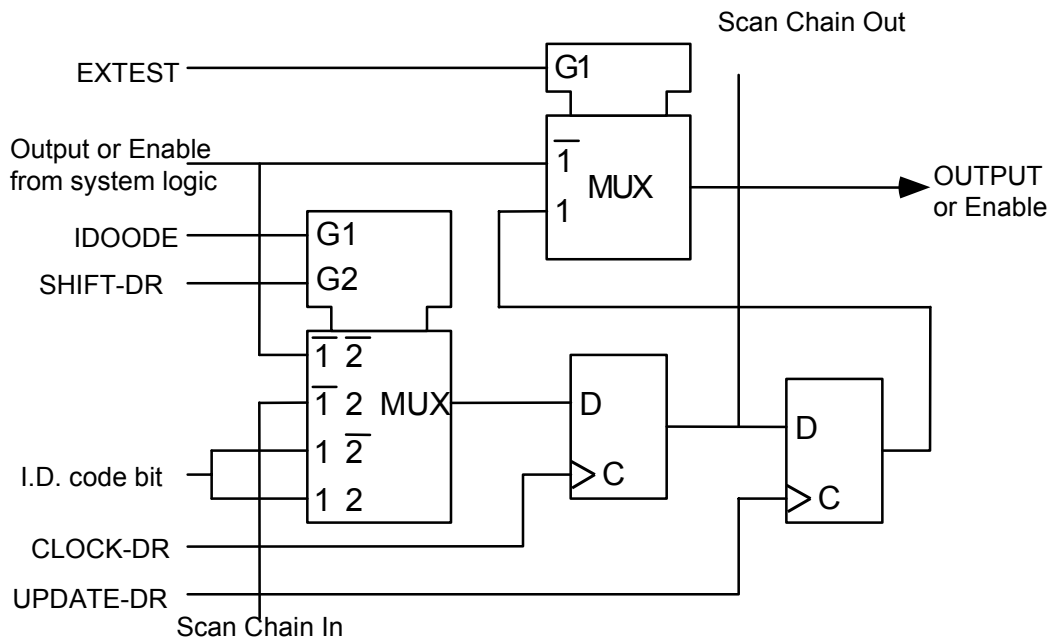 Scan Chain Out
EXTEST
G1
Output or Enable
from system logic
1
MUX
1
OUTPUT
or Enable
IDOODE
G1
SHIFT-DR
G2
1 2
1 2 MUX
1 2
1 2
D
C
D
C
I.D. code bit
CLOCK-DR
UPDATE-DR
Scan Chain In